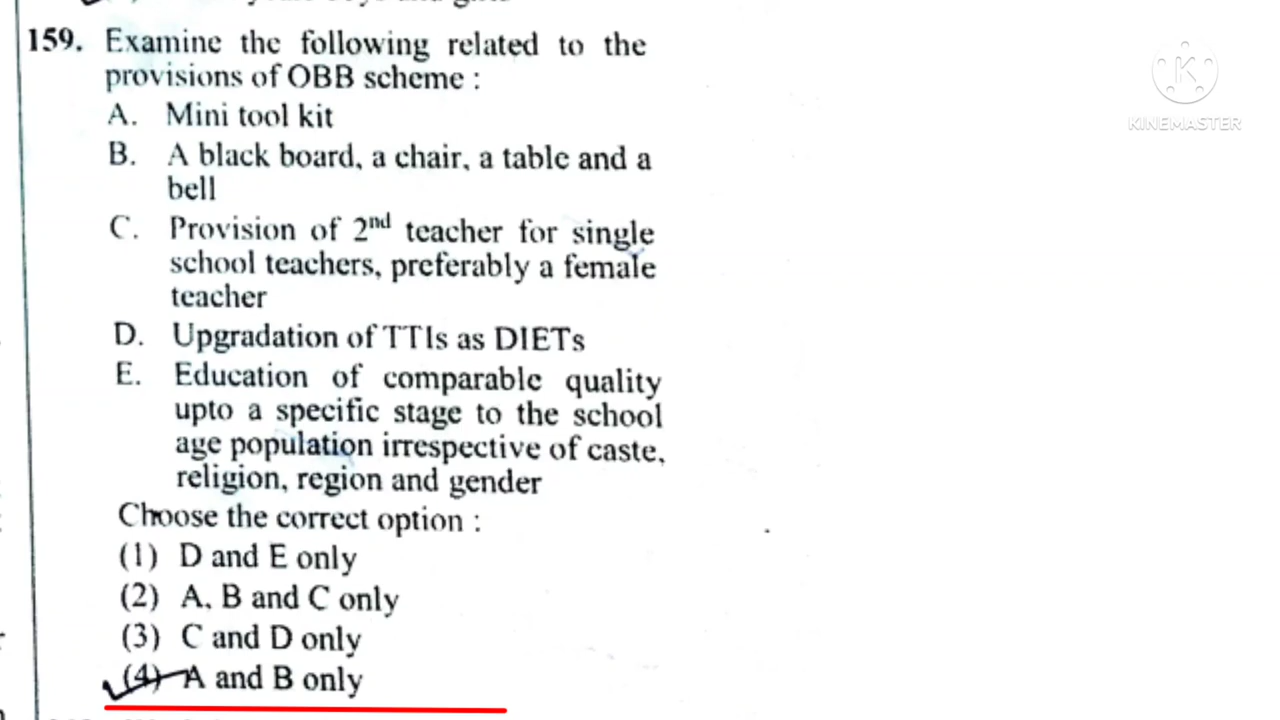 159. Examine the following related to the
provisions of OBB scheme :
A. Mini tool kit
B. A black board, a chair, a table and a
bell
C. Provision of 2nd teacher for single
school teachers, preferably a female
teacher
D. Upgradation of TTIs as DIETs
E. Education of comparable quality
upto a specific stage to the school
age population irrespective of caste,
religion, region and gender
Choose the correct option :
(1) D and E only
(2) A, B and C only
(3) C and D only
(4) A and B only
K
KINEMASTER